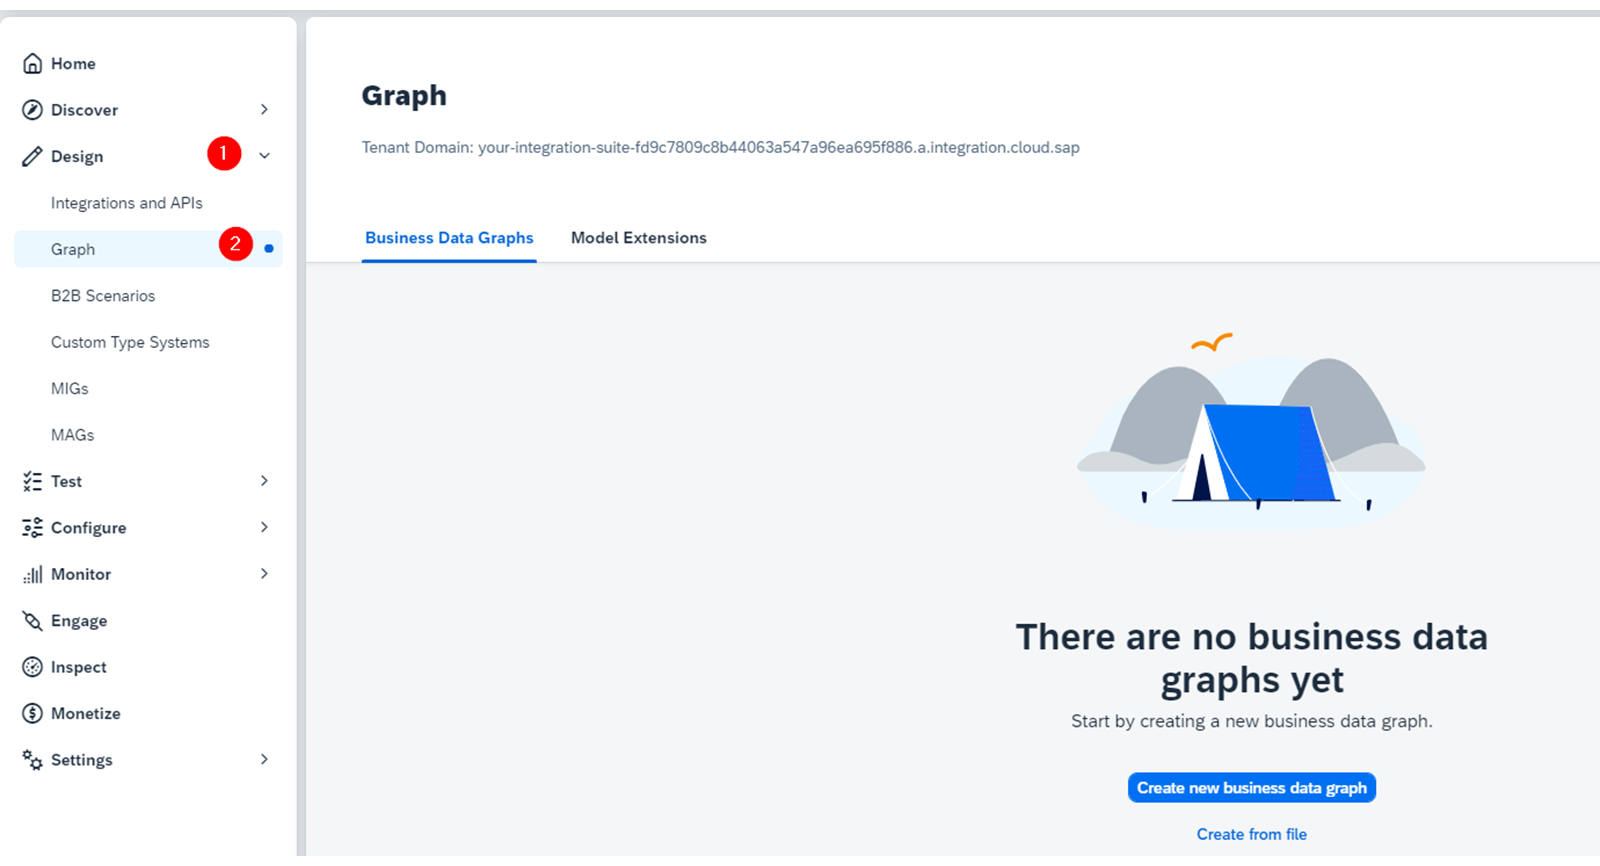 Home
Discover
Design 1
Integrations and APIs
Graph 2
B2B Scenarios
Custom Type Systems
MIGs
MAGs
Test
Configure
Monitor
Engage
Inspect
Monetize
Settings
Graph
Tenant Domain: your-integration-suite-fd9c7809c8b44063a547a96ea695f886.a.integration.cloud.sap
Business Data Graphs Model Extensions
There are no business data
graphs yet
Start by creating a new business data graph.
Create new business data graph
Create from file